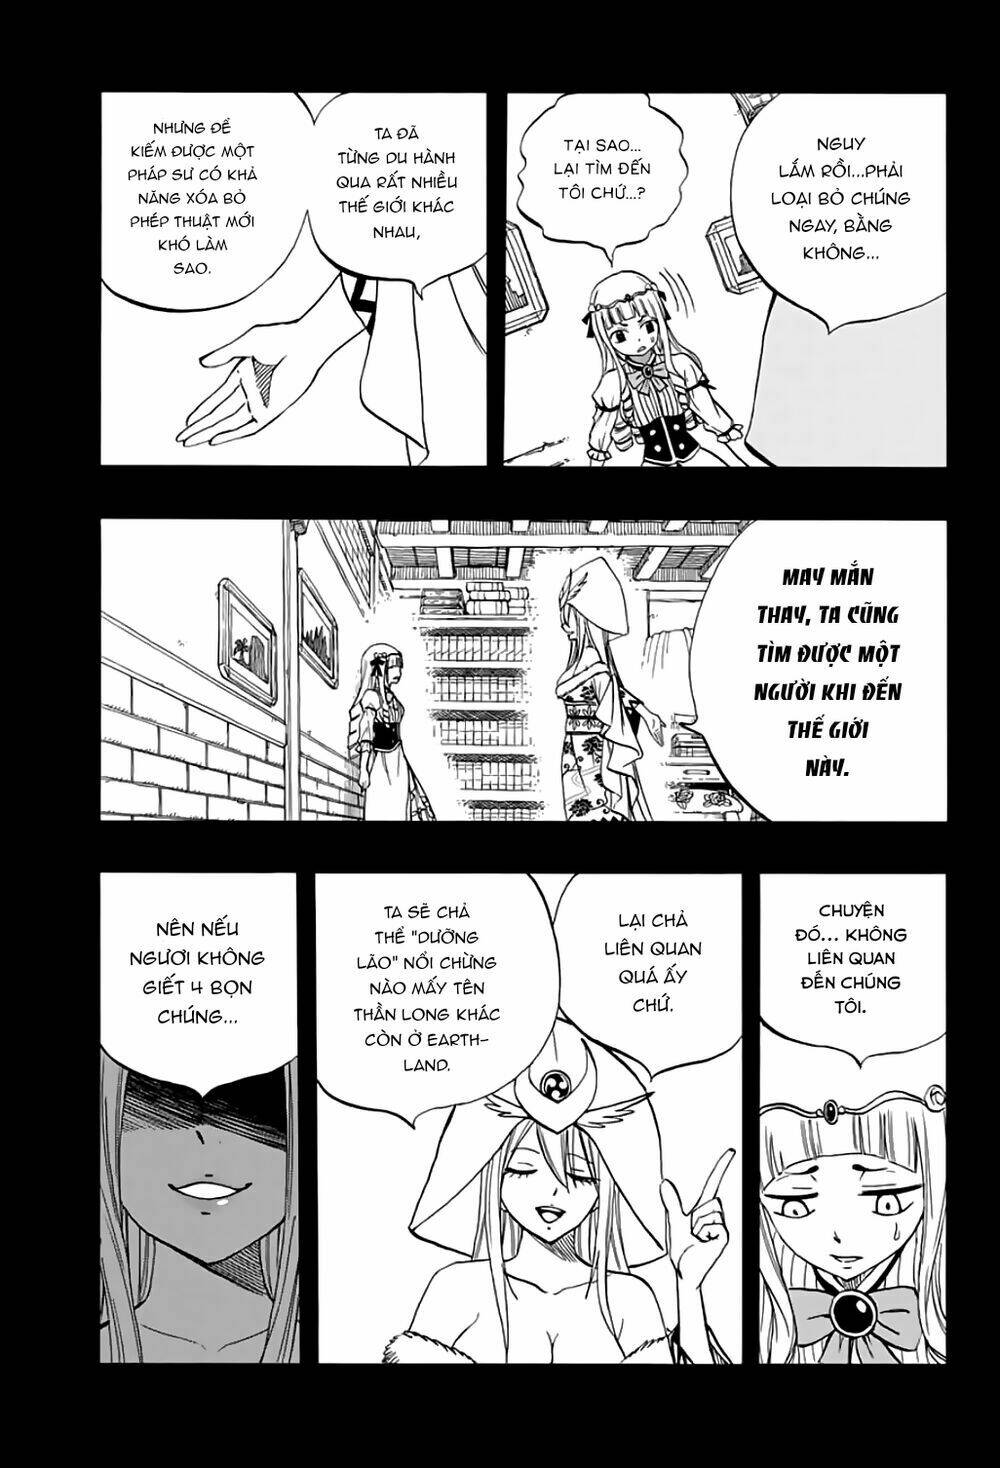 NGUY
LẮM RỒI...PHẢI
LOẠI BỎ CHÚNG
NGAY, BẰNG
KHÔNG...
TẠI SAO...
LẠI TÌM ĐẾN
TÔI CHỨ...?
TA ĐÃ
TỪNG DU HÀNH
QUA RẤT NHIỀU
THẾ GIỚI KHÁC
NHAU,
NHƯNG ĐỂ
KIẾM ĐƯỢC MỘT
PHÁP SƯ CÓ KHẢ
NĂNG XÓA BỎ
PHÉP THUẬT MỚI
KHÓ LÀM
SAO.
MAY MẮN
THAY, TA CŨNG
TÌM ĐƯỢC MỘT
NGƯỜI KHI ĐẾN
THẾ GIỚI
NÀY.
CHUYỆN
ĐÓ... KHÔNG
LIÊN QUAN
ĐẾN CHÚNG
TÔI.
LẠI CHẢ
LIÊN QUAN
QUÁ ẤY
CHỨ.
TA SẼ CHẢ
THỂ "DƯỠNG
LÃO" NỔI CHỪNG
NÀO MẤY TÊN
THẦN LONG KHÁC
CÒN Ở EARTH-
LAND.
NÊN NẾU
NGƯƠI KHÔNG
GIẾT 4 BỌN
CHÚNG...